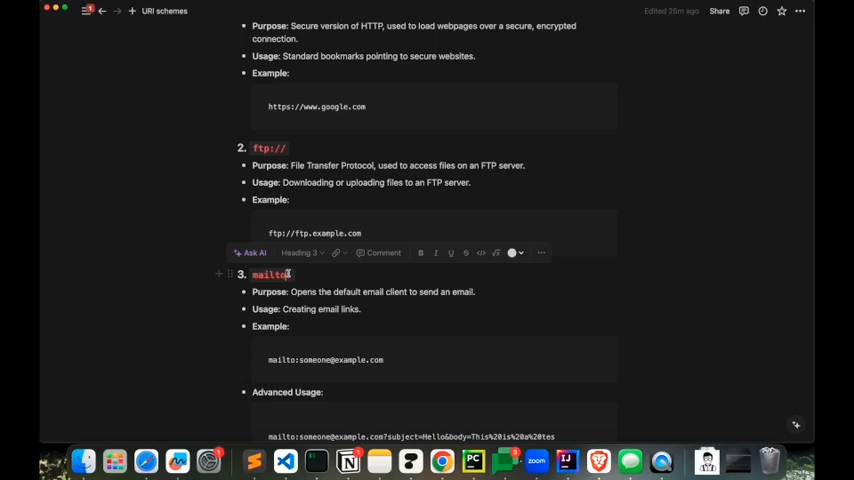 URI schemes
Edited 25m ago
Share
Purpose: Secure version of HTTP, used to load webpages over a secure, encrypted
connection.
Usage: Standard bookmarks pointing to secure websites.
Example:
https://www.google.com
2. ftp://
Purpose: File Transfer Protocol, used to access files on an FTP server.
Usage: Downloading or uploading files to an FTP server.
Example:
ftp://ftp.example.com
Ask AI
Heading 3
Comment
B
I
U
S
3. mailto
Purpose: Opens the default email client to send an email.
Usage: Creating email links.
Example:
mailto:someone@example.com
Advanced Usage:
mailto:someone@example.com?subject=Hello&body=This%20is%20a%20tes
PC
zoom
IJ